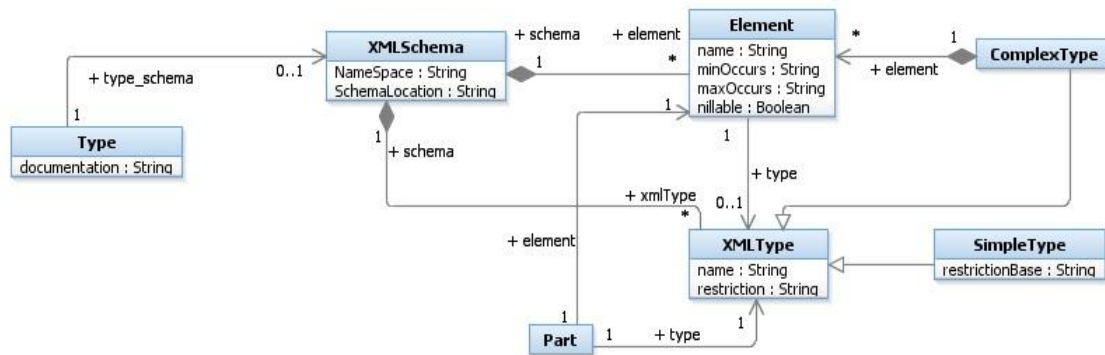 Element
+ schema
+ element
*
1
XMLSchema
name : String
ComplexType
0..1
NameSpace : String
1
*
minOccurs : String
+ element
+ type_schema
SchemaLocation : String
maxOccurs : String
1
nillable : Boolean
1
1
1
Type
+ schema
documentation : String
+ type
+ xmlType
0..1
*
+ element
XMLType
SimpleType
name : String
restrictionBase : String
restriction : String
1
1
+ type
1
Part